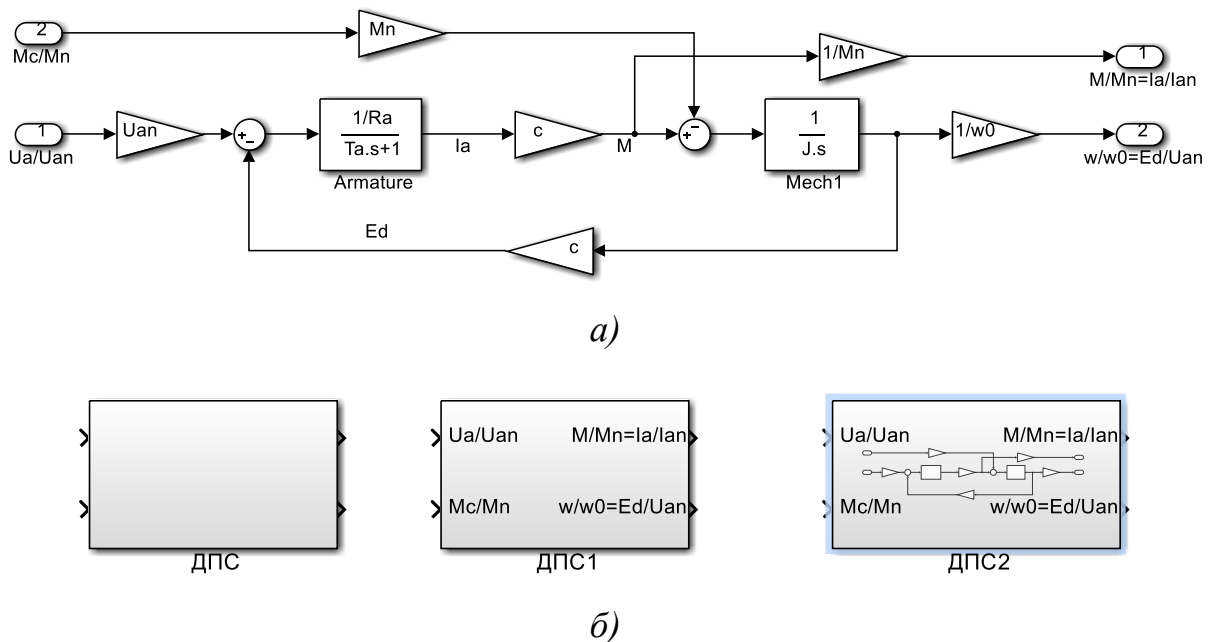 2
Mc/Mn
Mn
1/Mn
1
M/Mn=Ia/Ian
1
Ua/Uan
Uan
+
-
1/Ra
Ta.s+1
Armature
Ia
c
M
-
+
1
J.s
Mech1
1/w0
2
w/w0=Ed/Uan
Ed
c
а)
Ua/Uan M/Mn=Ia/Ian
Mc/Mn w/w0=Ed/Uan
Ua/Uan M/Mn=Ia/Ian
Mc/Mn w/w0=Ed/Uan
ДПС
ДПС1
ДПС2
б)